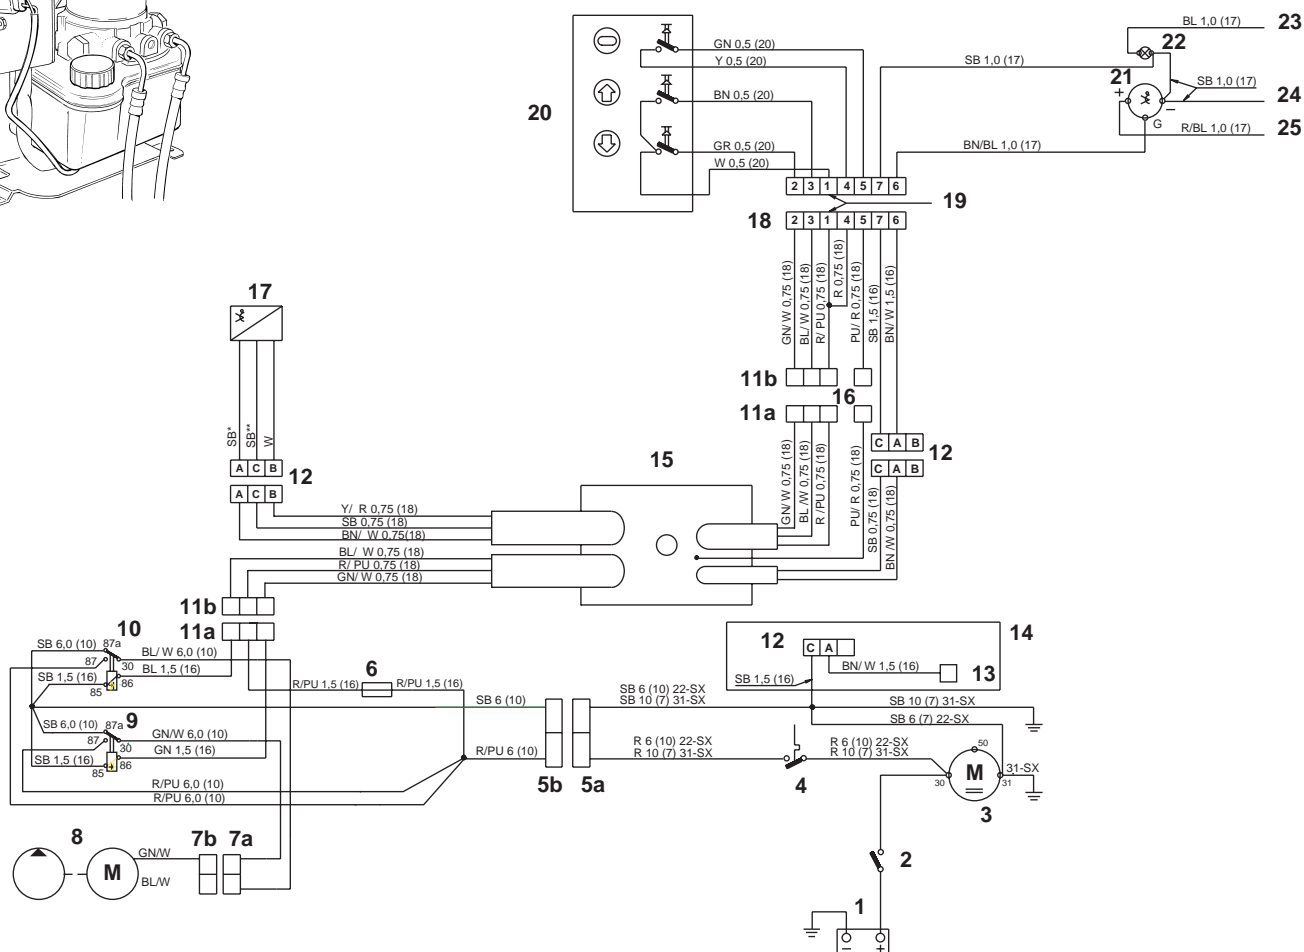 BL 1,0 (17)
23
22
SB 1,0 (17)
21
SB 1,0 (17)
+
24
−
G
R/BL 1,0 (17)
25
BN/BL 1,0 (17)
20
GN 0,5 (20)
Y 0,5 (20)
BN 0,5 (20)
GR 0,5 (20)
W 0,5 (20)
2 3 1 4 5 7 6
19
18
2 3 1 4 5 7 6
GN/ W 0,75 (18)
BL/ W 0,75 (18)
R/ PU 0,75 (18)
R 0,75 (18)
PU/ R 0,75 (18)
SB 1,5 (16)
BN/ W 1,5 (16)
11b
16
11a
GN/ W 0,75 (18)
BL /W 0,75 (18)
R /PU 0,75 (18)
PU/ R 0,75 (18)
C A B
12
C A B
SB 0,75 (18)
BN /W 0,75 (18)
17
SB*
SB**
W
A C B
12
A C B
15
Y/ R 0,75 (18)
SB 0,75 (18)
BN/ W 0,75(18)
BL/ W 0,75 (18)
R/ PU 0,75 (18)
GN/ W 0,75 (18)
11b
11a
10
SB 6,0 (10)
87a
87
30
BL/ W 6,0 (10)
BL 1,5 (16)
SB 1,5 (16)
85
86
6
R/PU 1,5 (16)
R/PU 1,5 (16)
9
SB 6,0 (10)
87a
87
30
GN/W 6,0 (10)
GN 1,5 (16)
SB 1,5 (16)
85
86
R/PU 6,0 (10)
R/PU 6,0 (10)
SB 6 (10)
R/PU 6 (10)
5b
5a
SB 6 (10) 22-SX
SB 10 (7) 31-SX
R 6 (10) 22-SX
R 10 (7) 31-SX
4
R 6 (10) 22-SX
R 10 (7) 31-SX
12
14
C A
BN/ W 1,5 (16)
13
SB 1,5 (16)
SB 10 (7) 31-SX
SB 6 (7) 22-SX
50
M
30
31
31-SX
3
2
1
−
+
8
M
GN/W
BL/W
7b
7a